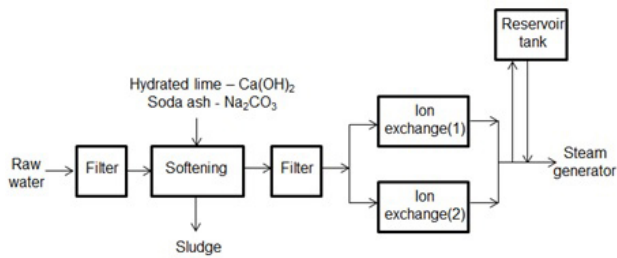 Reservoir
tank
Hydrated lime – Ca(OH)₂
Soda ash - Na₂CO₃
Raw
water
Filter
Softening
Filter
Ion
exchange(1)
Ion
exchange(2)
Steam
generator
Sludge